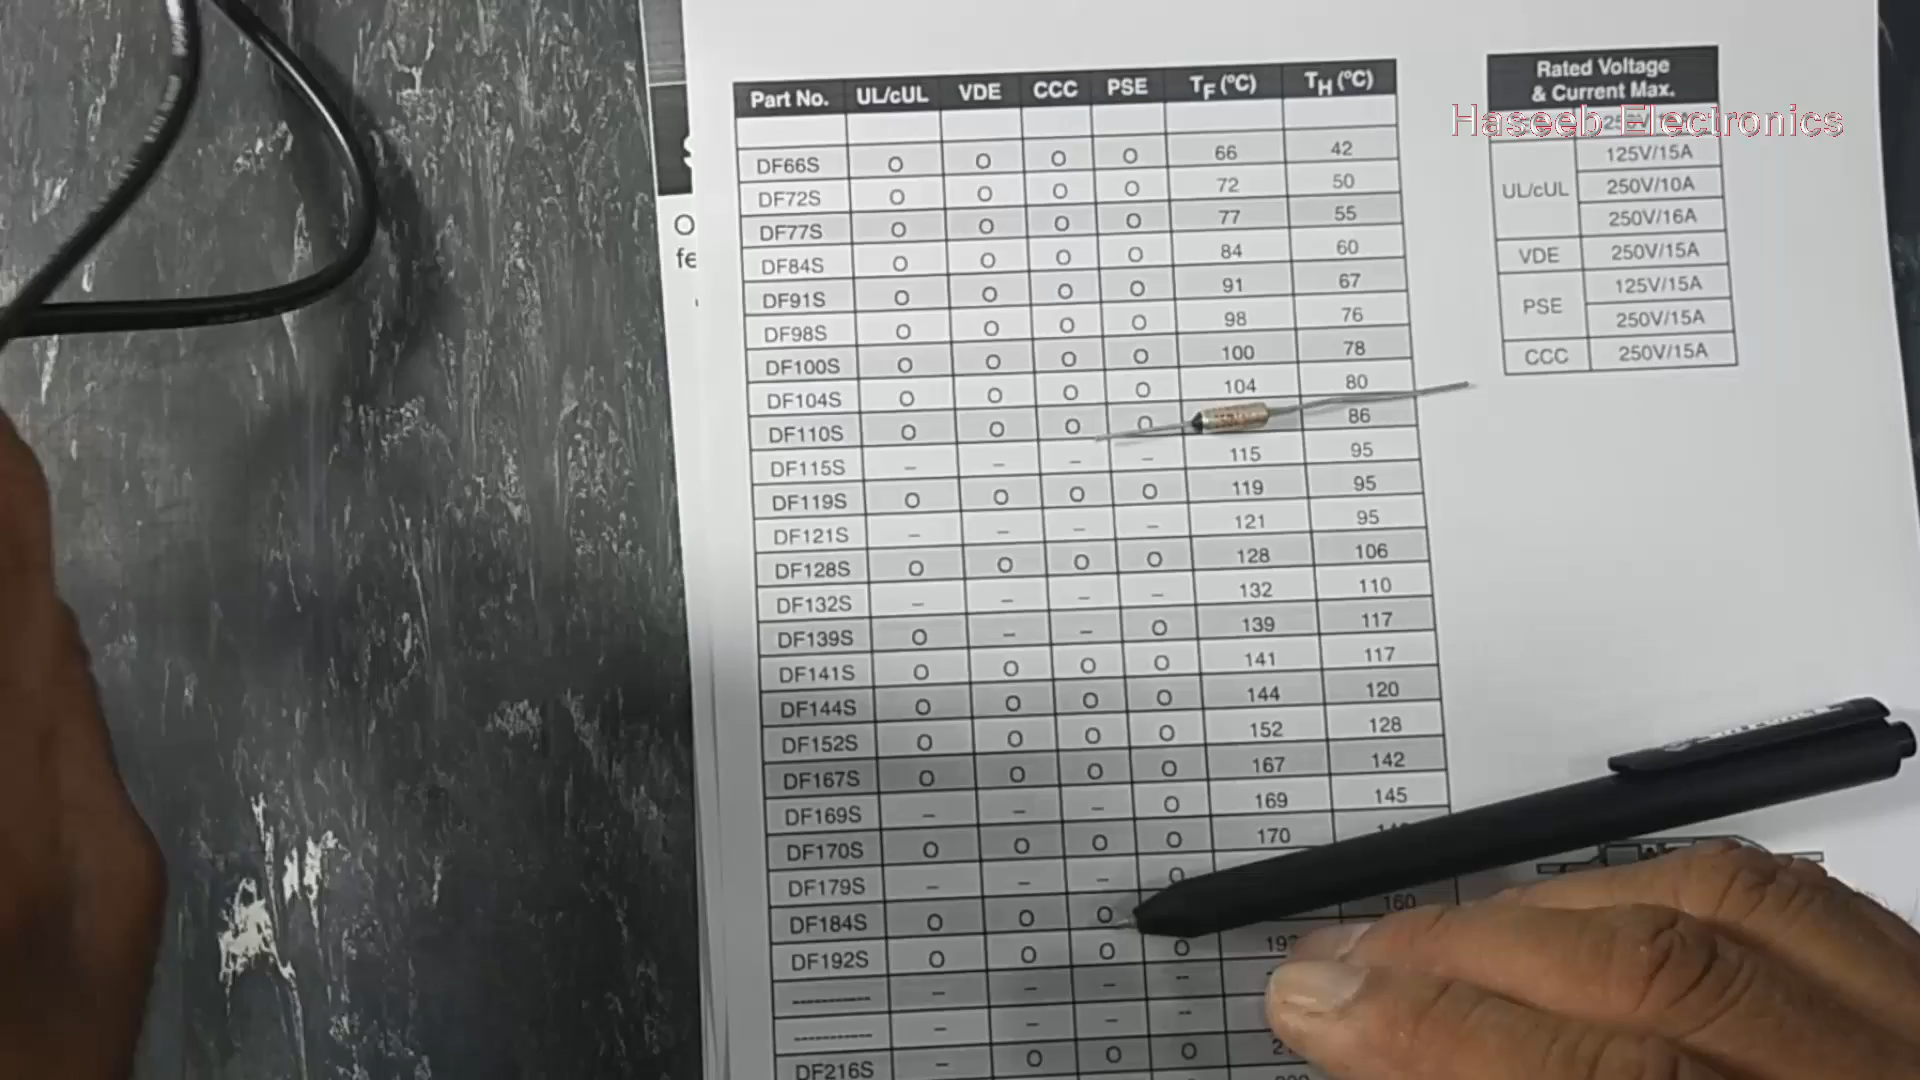 Haseeb Electronics
Part No. UL/cUL VDE CCC PSE TF (°C) TH (°C)
DF66S O O O O 66 42
DF72S O O O O 72 50
DF77S O O O O 77 55
DF84S O O O O 84 60
DF91S O O O O 91 67
DF98S O O O O 98 76
DF100S O O O O 100 78
DF104S O O O O 104 80
DF110S O O O O 86
DF115S – – – – 115 95
DF119S O O O O 119 95
DF121S – – – – 121 95
DF128S O O O O 128 106
DF132S – – – – 132 110
DF139S O – – O 139 117
DF141S O O O O 141 117
DF144S O O O O 144 120
DF152S O O O O 152 128
DF167S O O O O 167 142
DF169S – – – O 169 145
DF170S O O O O 170
DF179S – – – O
DF184S O O O 160
DF192S O O O O
----------- – – – --
----------- – – – --
DF216S – O O O
Rated Voltage
& Current Max.
UL/cUL 125V/15A
250V/10A
250V/16A
VDE 250V/15A
PSE 125V/15A
250V/15A
CCC 250V/15A
O
fe